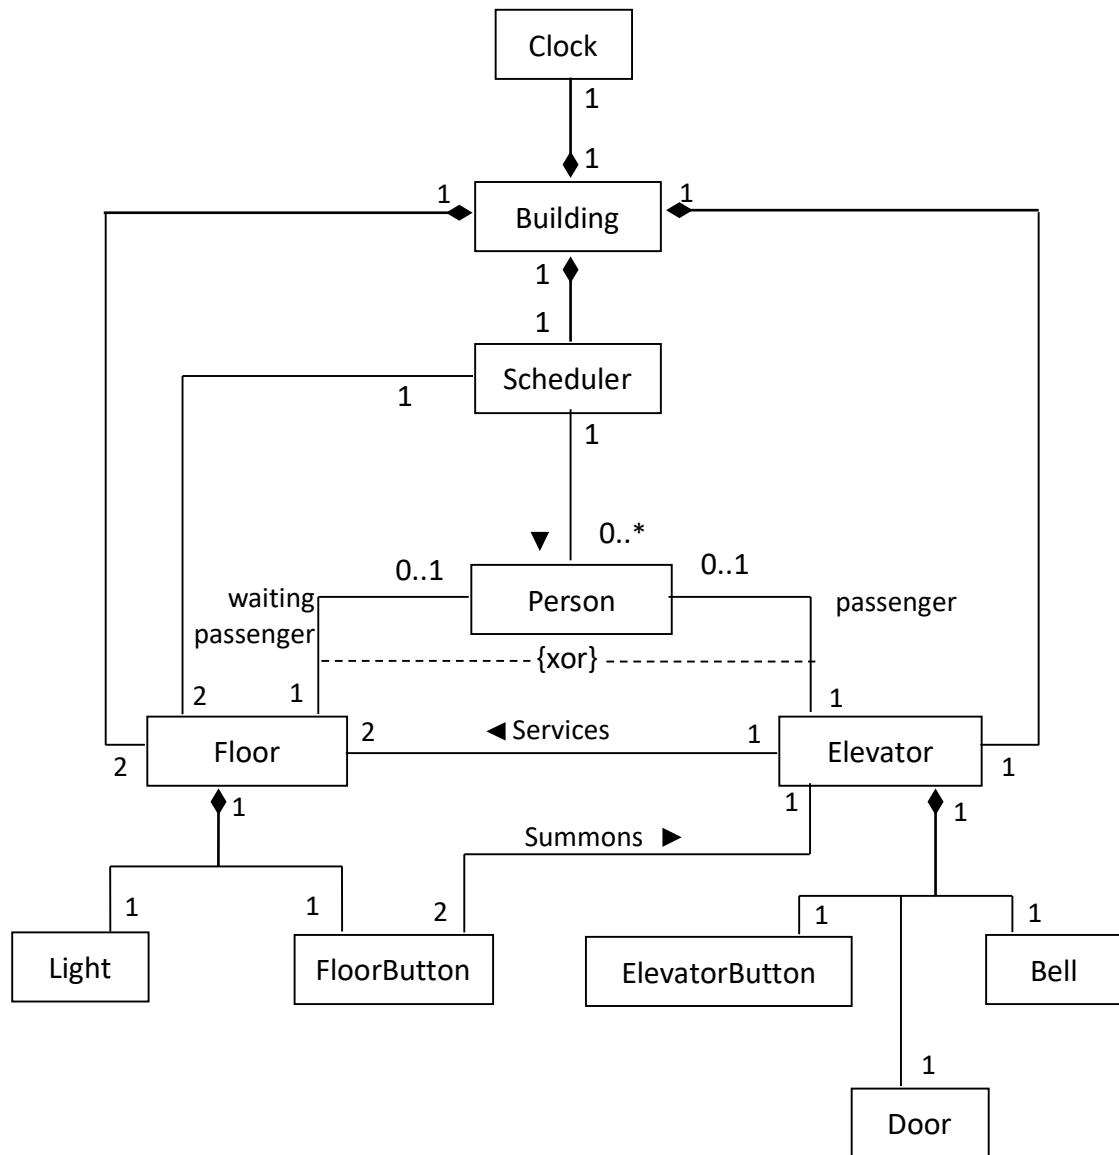 Clock
1
1
1
1
Building
1
1
Scheduler
1
1
0..*
▼
0..1
0..1
waiting
passenger
Person
passenger
{xor}
2
1
1
◄ Services
2
1
Floor
Elevator
2
1
1
1
1
Summons ►
1
1
2
1
1
Light
FloorButton
ElevatorButton
Bell
1
Door